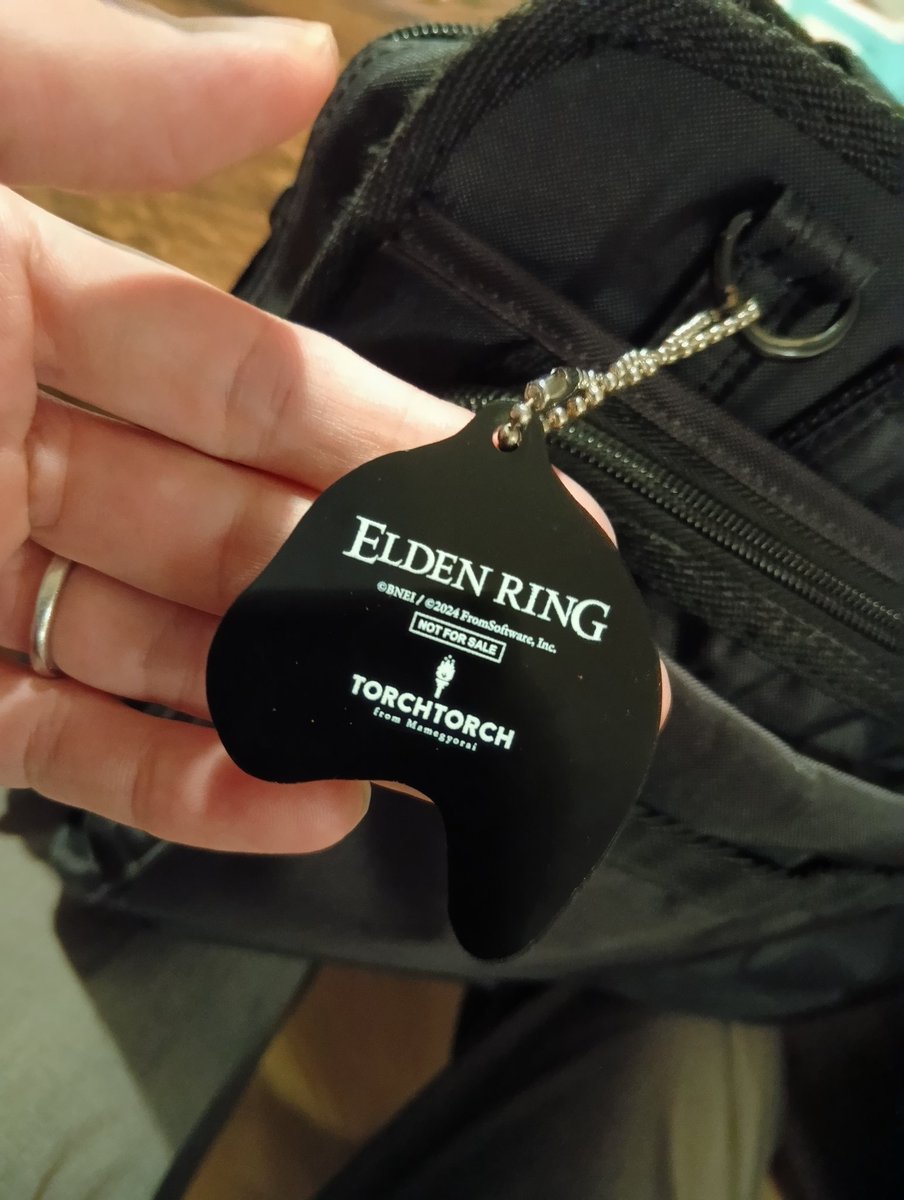 ELDEN RING
©BNEI / ©2024 FromSoftware, Inc.
NOT FOR SALE
TORCHTORCH
from Mamegyorai